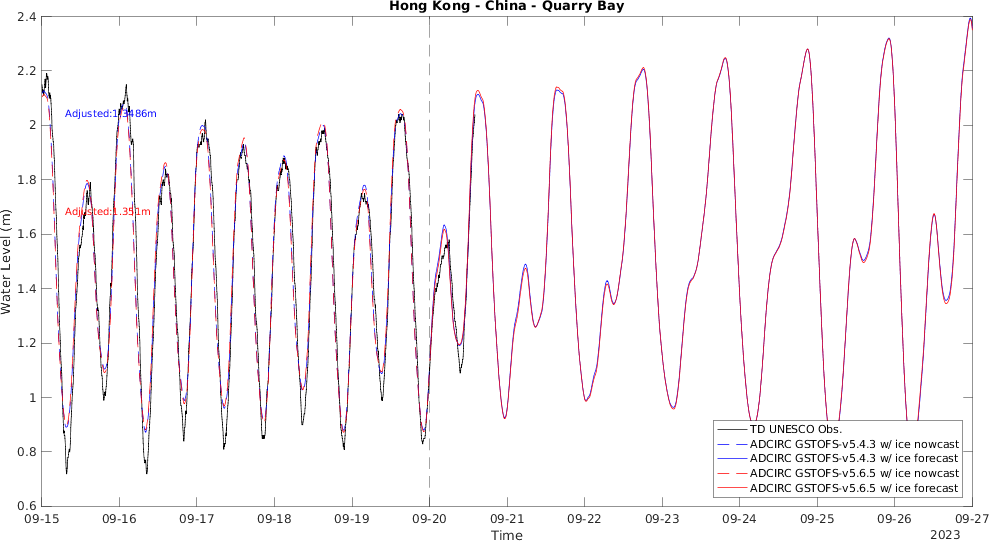 Hong Kong - China - Quarry Bay
2.4
2.2
2
1.8
1.6
1.4
1.2
1
0.8
0.6
Water Level (m)
Adjusted:1.3486m
Adjusted:1.351m
TD UNESCO Obs.
ADCIRC GSTOFS-v5.4.3 w/ ice nowcast
ADCIRC GSTOFS-v5.4.3 w/ ice forecast
ADCIRC GSTOFS-v5.6.5 w/ ice nowcast
ADCIRC GSTOFS-v5.6.5 w/ ice forecast
09-15 09-16 09-17 09-18 09-19 09-20 09-21 09-22 09-23 09-24 09-25 09-26 09-27
Time
2023